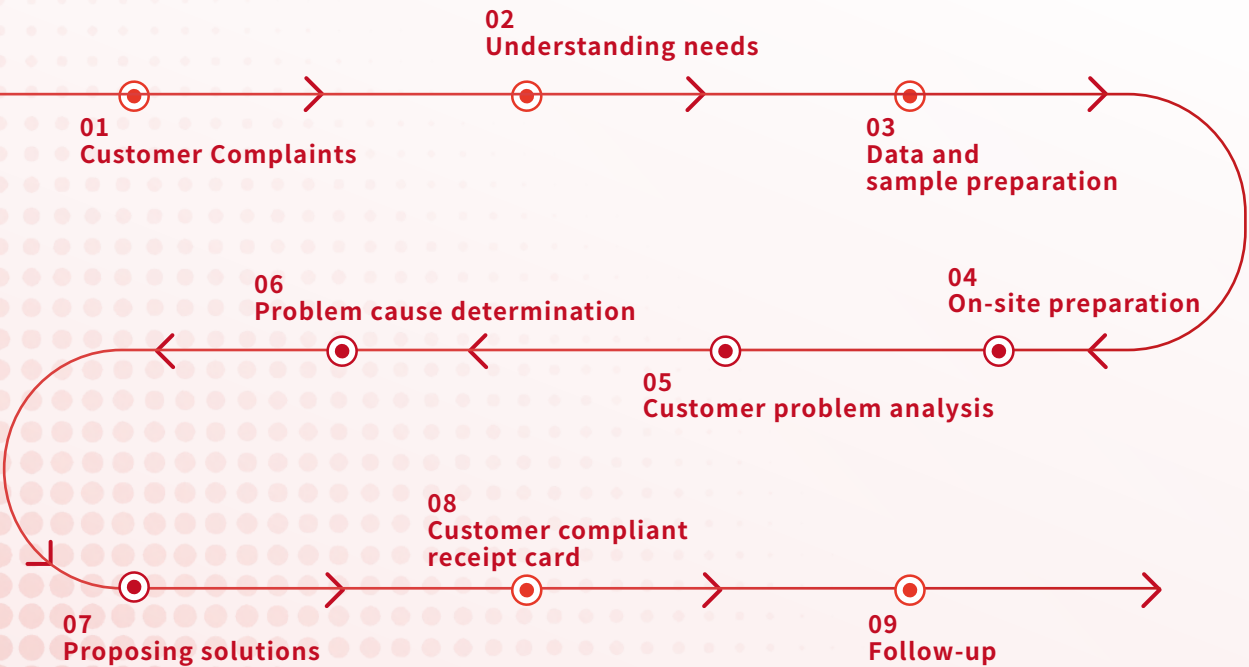 01
Customer Complaints
02
Understanding needs
03
Data and
sample preparation
04
On-site preparation
05
Customer problem analysis
06
Problem cause determination
07
Proposing solutions
08
Customer compliant
receipt card
09
Follow-up